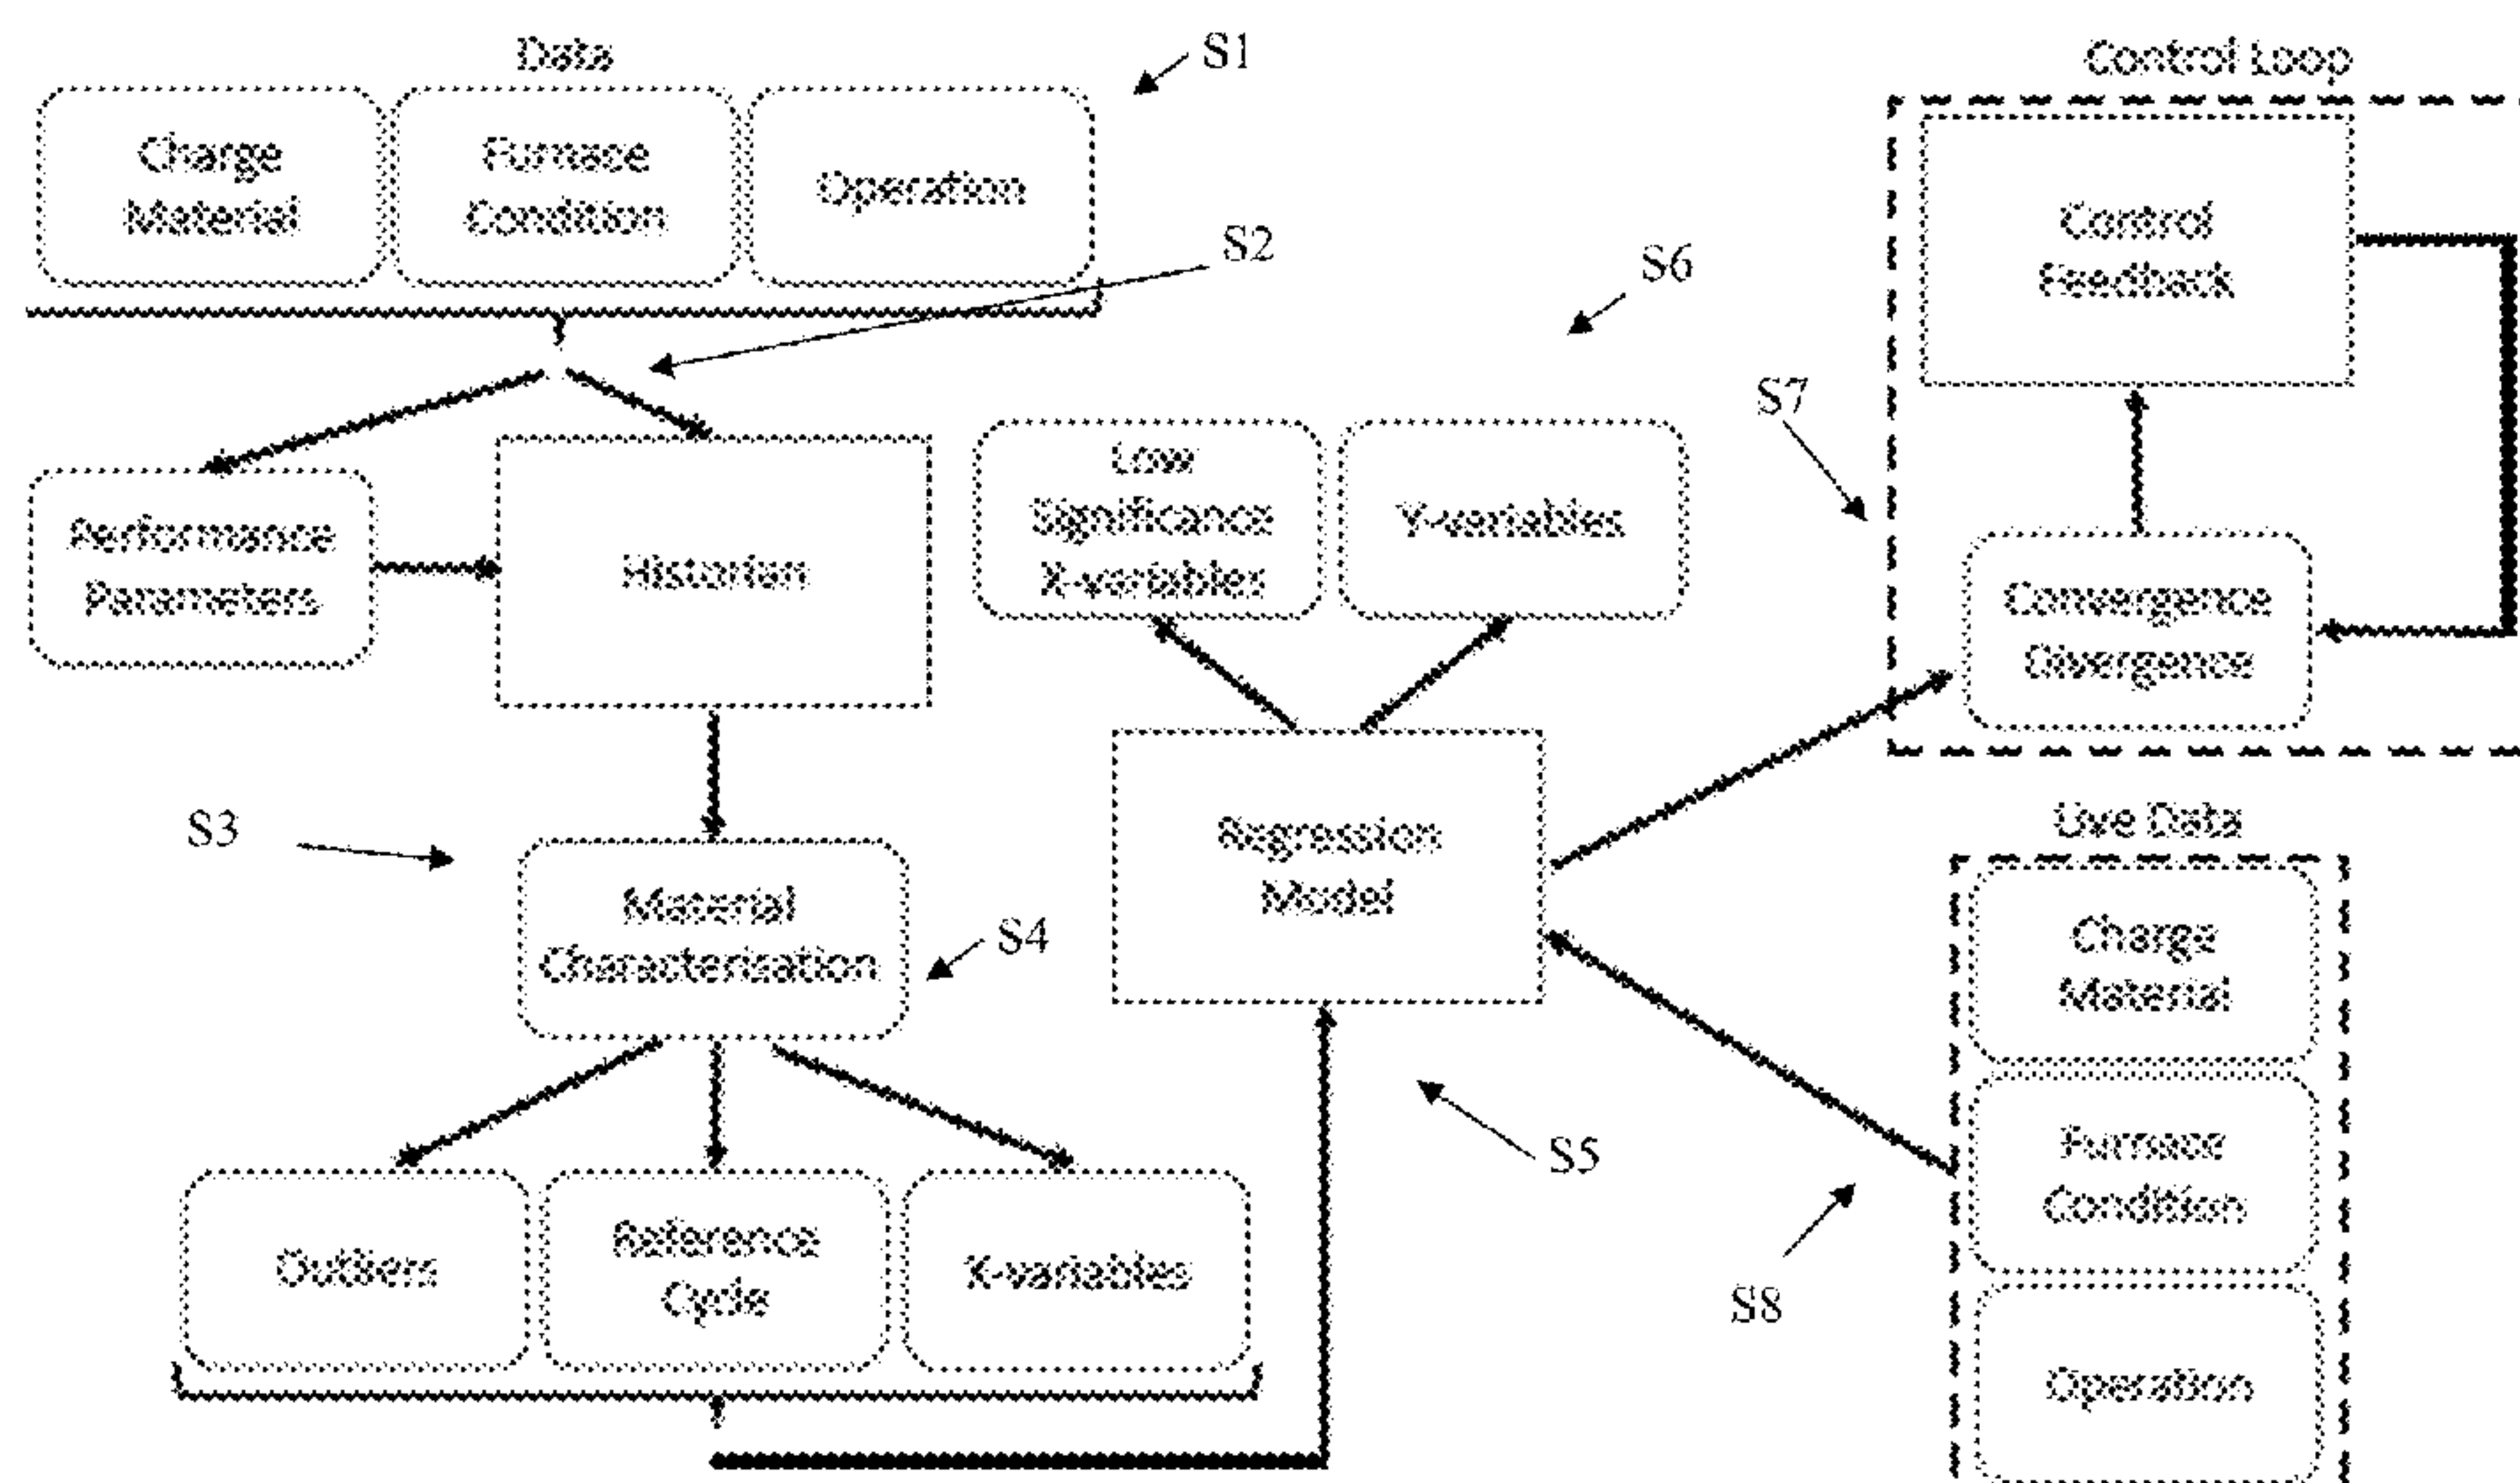 Data
S1
Control Loop
Charge
Material
Furnace
Condition
Operation
S2
S6
Control
Feedback
S7
Performance
Parameters
Historian
Low
Significance
X-variables
Y-variables
Convergence
Divergence
S3
Material
Characterization
S4
Regression
Model
Live Data
Charge
Material
Furnace
Condition
Operation
S5
S8
Outliers
Reference
Cycle
X-variables